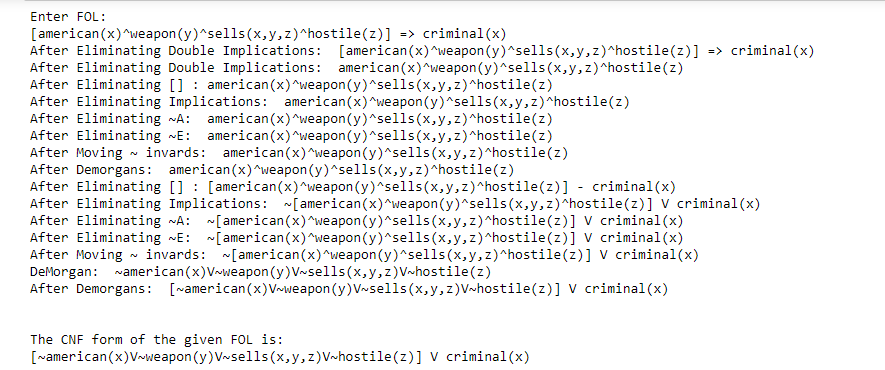 Enter FOL:
[american(x)^weapon(y)^sells(x,y,z)^hostile(z)] => criminal(x)
After Eliminating Double Implications:  [american(x)^weapon(y)^sells(x,y,z)^hostile(z)] => criminal(x)
After Eliminating Double Implications:  american(x)^weapon(y)^sells(x,y,z)^hostile(z)
After Eliminating [] : american(x)^weapon(y)^sells(x,y,z)^hostile(z)
After Eliminating Implications:  american(x)^weapon(y)^sells(x,y,z)^hostile(z)
After Eliminating ~A:  american(x)^weapon(y)^sells(x,y,z)^hostile(z)
After Eliminating ~E:  american(x)^weapon(y)^sells(x,y,z)^hostile(z)
After Moving ~ invards:  american(x)^weapon(y)^sells(x,y,z)^hostile(z)
After Demorgans:  american(x)^weapon(y)^sells(x,y,z)^hostile(z)
After Eliminating [] : [american(x)^weapon(y)^sells(x,y,z)^hostile(z)] - criminal(x)
After Eliminating Implications:  ~[american(x)^weapon(y)^sells(x,y,z)^hostile(z)] V criminal(x)
After Eliminating ~A:  ~[american(x)^weapon(y)^sells(x,y,z)^hostile(z)] V criminal(x)
After Eliminating ~E:  ~[american(x)^weapon(y)^sells(x,y,z)^hostile(z)] V criminal(x)
After Moving ~ invards:  ~[american(x)^weapon(y)^sells(x,y,z)^hostile(z)] V criminal(x)
DeMorgan:  ~american(x)V~weapon(y)V~sells(x,y,z)V~hostile(z)
After Demorgans:  [~american(x)V~weapon(y)V~sells(x,y,z)V~hostile(z)] V criminal(x)
The CNF form of the given FOL is:
[~american(x)V~weapon(y)V~sells(x,y,z)V~hostile(z)] V criminal(x)